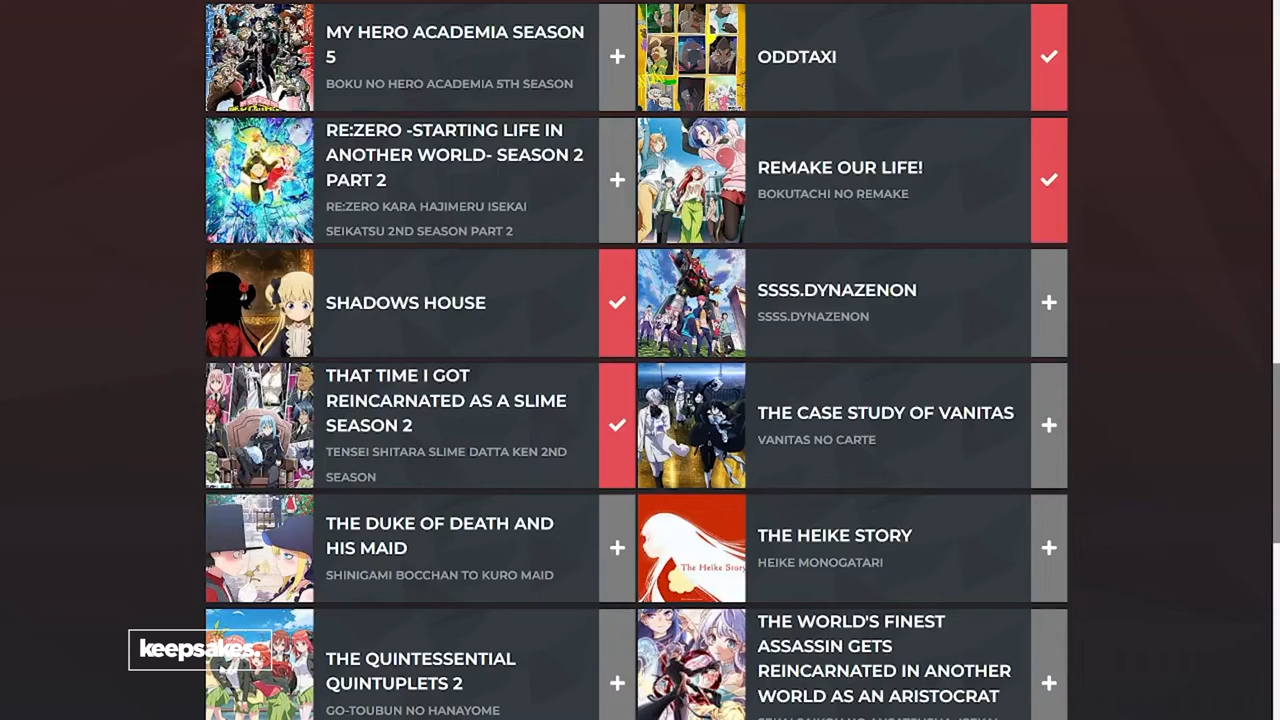 MY HERO ACADEMIA SEASON
5
BOKU NO HERO ACADEMIA 5TH SEASON
ODDTAXI
RE:ZERO -STARTING LIFE IN
ANOTHER WORLD- SEASON 2
PART 2
RE:ZERO KARA HAJIMERU ISEKAI
SEIKATSU 2ND SEASON PART 2
REMAKE OUR LIFE!
BOKUTACHI NO REMAKE
SHADOWS HOUSE
SSSS.DYNAZENON
SSSS.DYNAZENON
THAT TIME I GOT
REINCARNATED AS A SLIME
SEASON 2
TENSEI SHITARA SLIME DATTA KEN 2ND
SEASON
THE CASE STUDY OF VANITAS
VANITAS NO CARTE
THE DUKE OF DEATH AND
HIS MAID
SHINIGAMI BOCCHAN TO KURO MAID
THE HEIKE STORY
HEIKE MONOGATARI
The Heike Story
THE QUINTESSENTIAL
QUINTUPLETS 2
GO-TOUBUN NO HANAYOME
THE WORLD'S FINEST
ASSASSIN GETS
REINCARNATED IN ANOTHER
WORLD AS AN ARISTOCRAT
keepsakes.